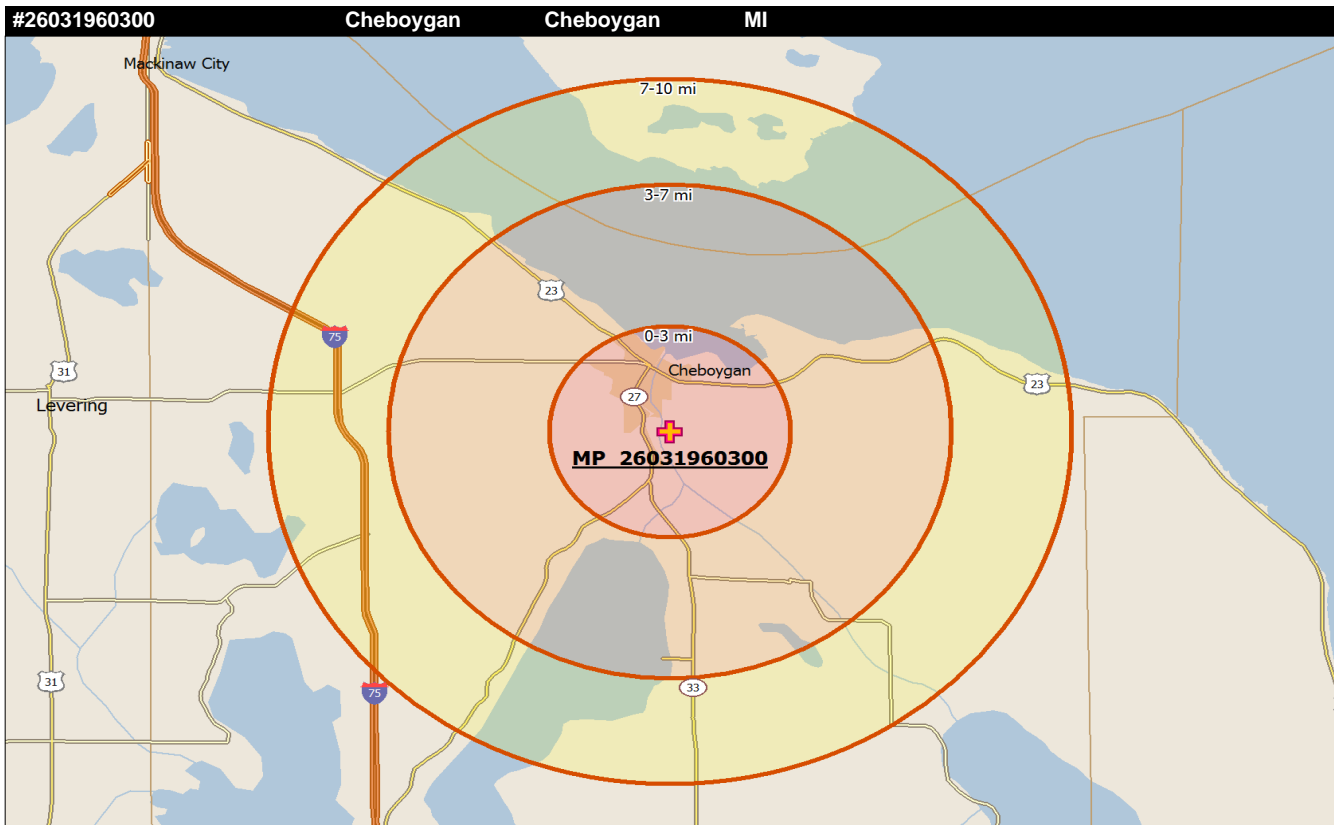 #26031960300 Cheboygan Cheboygan MI
Mackinaw City
7-10 mi
3-7 mi
23
0-3 mi
75
31
Cheboygan
23
27
Levering
MP 26031960300
31
33
75